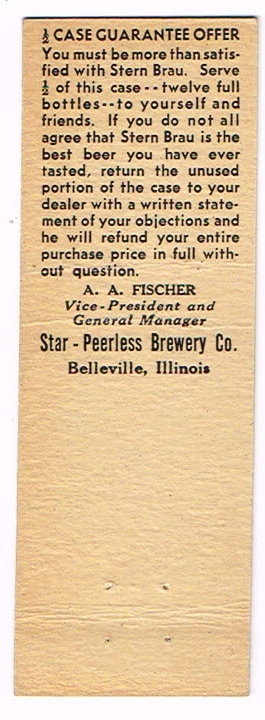 ½ CASE GUARANTEE OFFER
You must be more than satis-
fied with Stern Brau. Serve
½ of this case--twelve full
bottles--to yourself and
friends. If you do not all
agree that Stern Brau is the
best beer you have ever
tasted, return the unused
portion of the case to your
dealer with a written state-
ment of your objections and
he will refund your entire
purchase price in full with-
out question.
A. A. FISCHER
Vice-President and
General Manager
Star - Peerless Brewery Co.
Belleville, Illinois